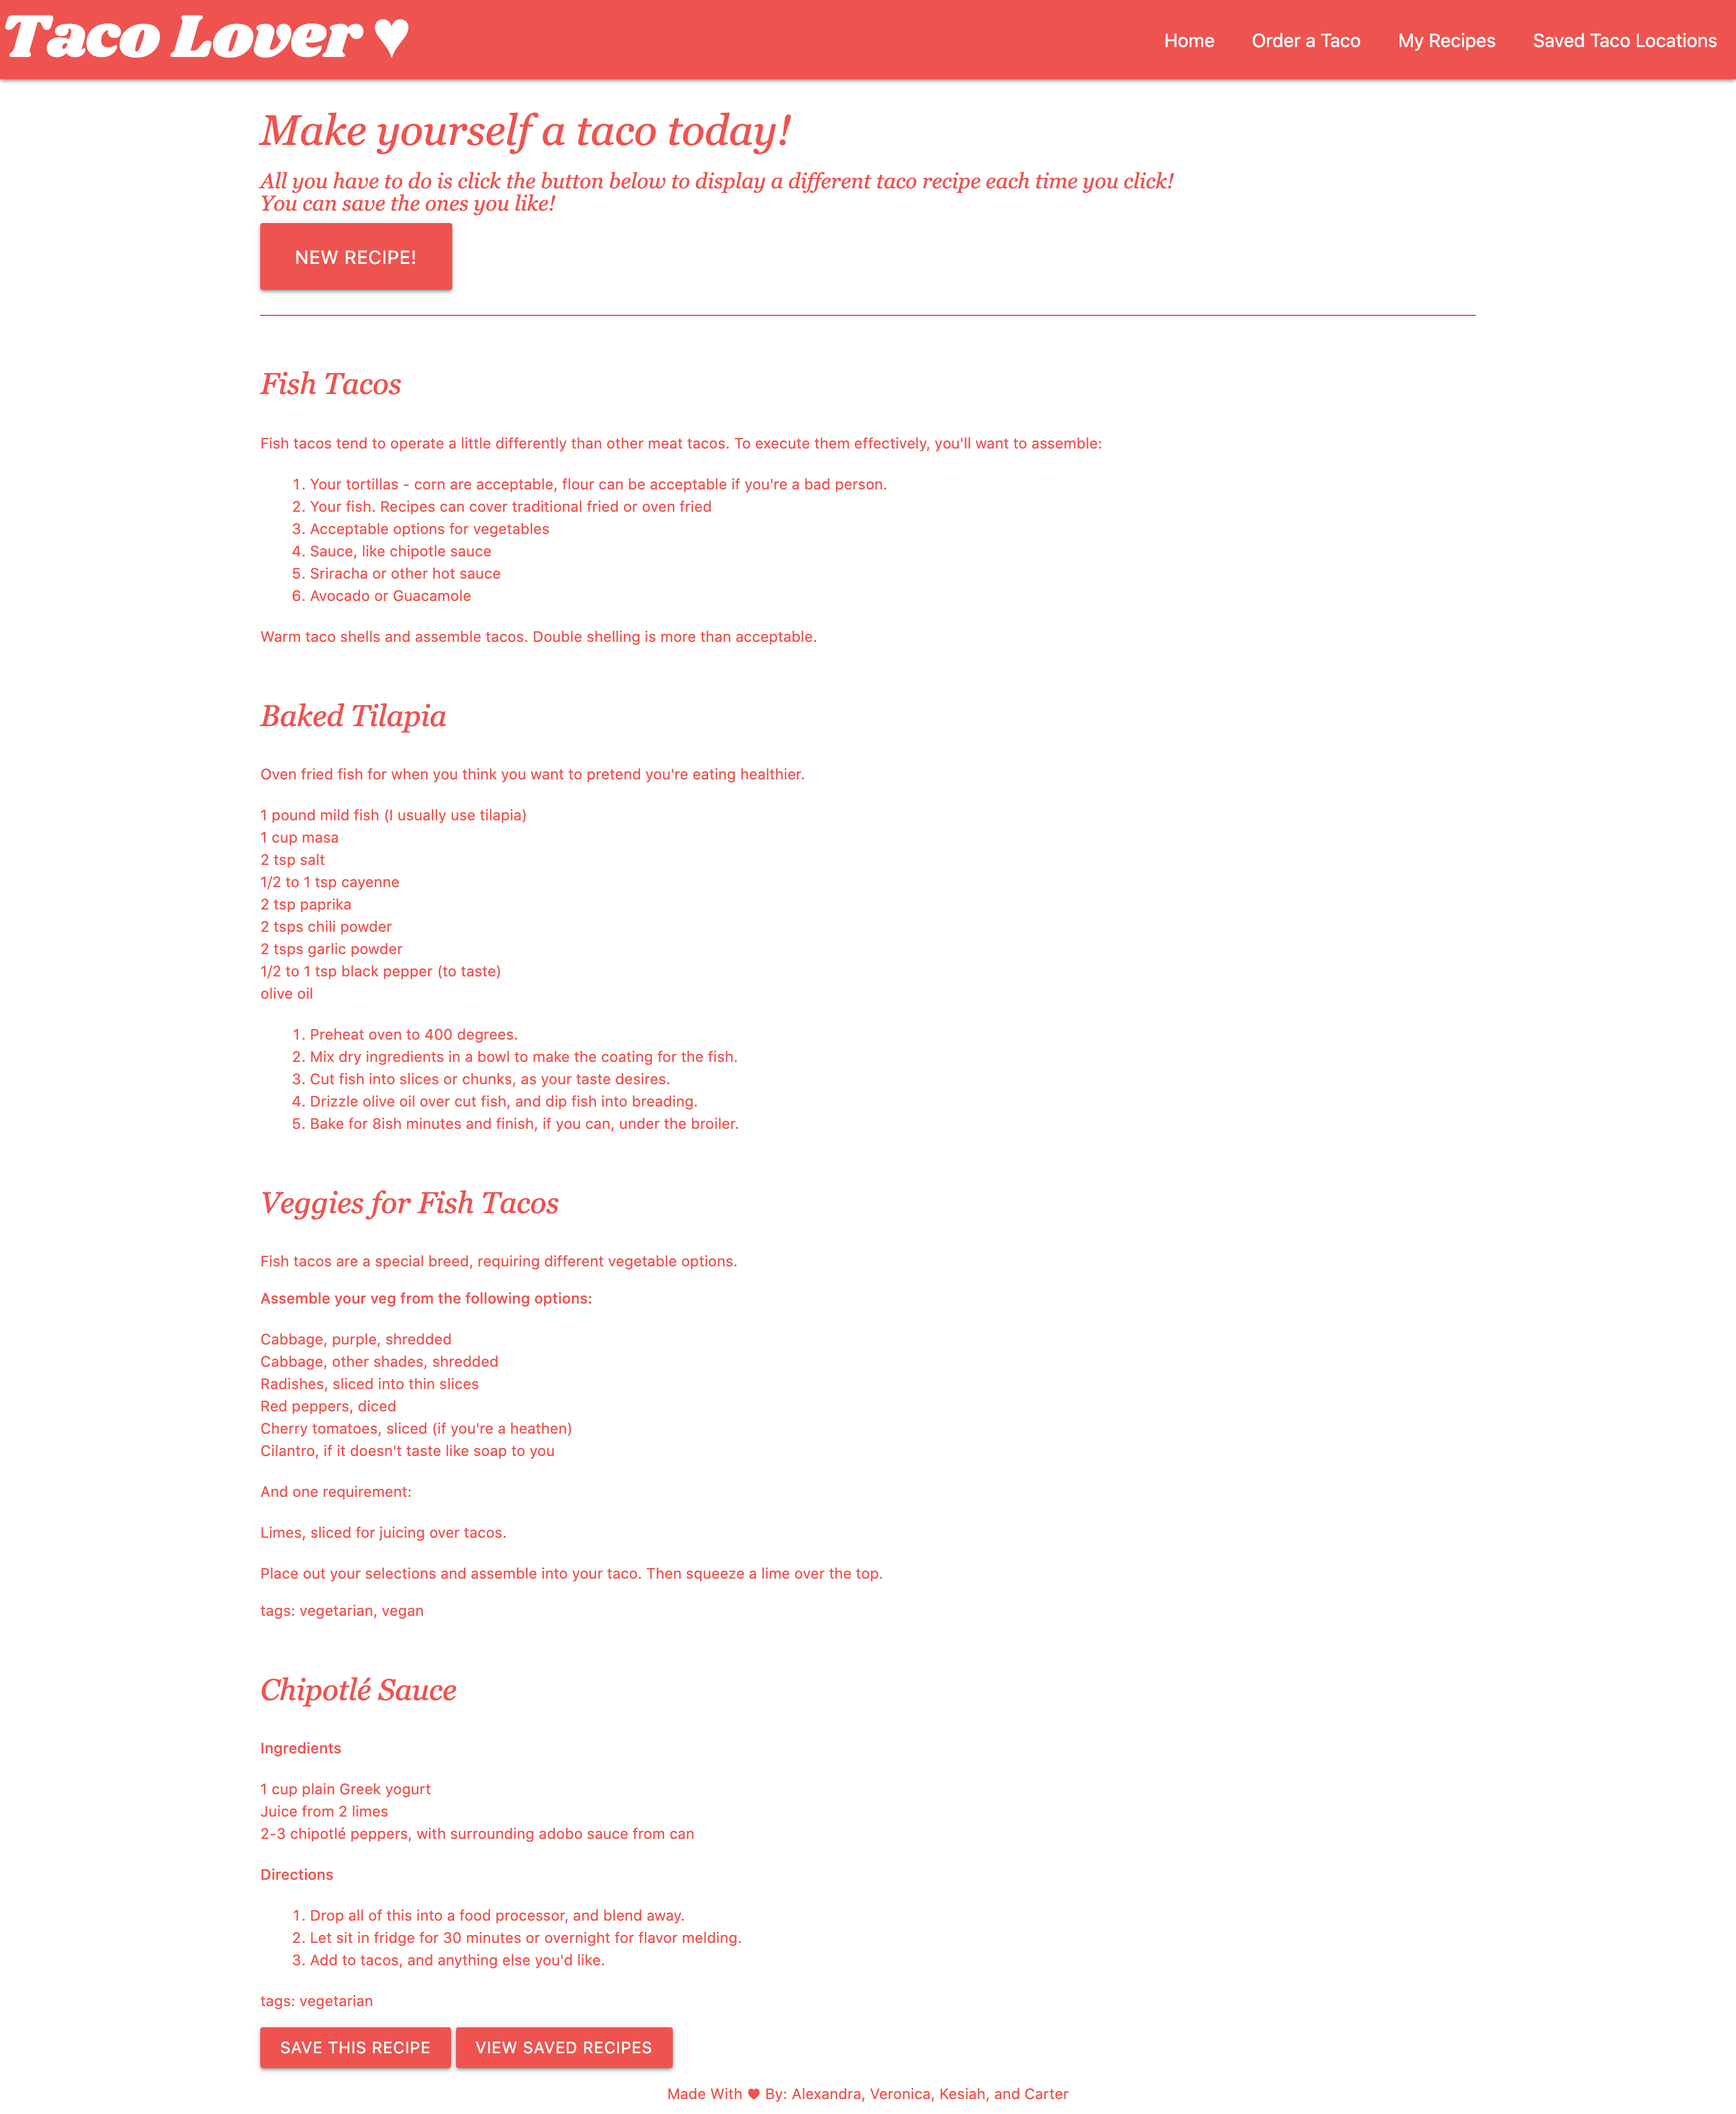 Taco Lover ♥
Home Order a Taco My Recipes Saved Taco Locations
Make yourself a taco today!
All you have to do is click the button below to display a different taco recipe each time you click!
You can save the ones you like!
NEW RECIPE!
Fish Tacos
Fish tacos tend to operate a little differently than other meat tacos. To execute them effectively, you'll want to assemble:
1. Your tortillas - corn are acceptable, flour can be acceptable if you're a bad person.
2. Your fish. Recipes can cover traditional fried or oven fried
3. Acceptable options for vegetables
4. Sauce, like chipotle sauce
5. Sriracha or other hot sauce
6. Avocado or Guacamole
Warm taco shells and assemble tacos. Double shelling is more than acceptable.
Baked Tilapia
Oven fried fish for when you think you want to pretend you're eating healthier.
1 pound mild fish (I usually use tilapia)
1 cup masa
2 tsp salt
1/2 to 1 tsp cayenne
2 tsp paprika
2 tsps chili powder
2 tsps garlic powder
1/2 to 1 tsp black pepper (to taste)
olive oil
1. Preheat oven to 400 degrees.
2. Mix dry ingredients in a bowl to make the coating for the fish.
3. Cut fish into slices or chunks, as your taste desires.
4. Drizzle olive oil over cut fish, and dip fish into breading.
5. Bake for 8ish minutes and finish, if you can, under the broiler.
Veggies for Fish Tacos
Fish tacos are a special breed, requiring different vegetable options.
Assemble your veg from the following options:
Cabbage, purple, shredded
Cabbage, other shades, shredded
Radishes, sliced into thin slices
Red peppers, diced
Cherry tomatoes, sliced (if you're a heathen)
Cilantro, if it doesn't taste like soap to you
And one requirement:
Limes, sliced for juicing over tacos.
Place out your selections and assemble into your taco. Then squeeze a lime over the top.
tags: vegetarian, vegan
Chipotlé Sauce
Ingredients
1 cup plain Greek yogurt
Juice from 2 limes
2-3 chipotlé peppers, with surrounding adobo sauce from can
Directions
1. Drop all of this into a food processor, and blend away.
2. Let sit in fridge for 30 minutes or overnight for flavor melding.
3. Add to tacos, and anything else you'd like.
tags: vegetarian
SAVE THIS RECIPE VIEW SAVED RECIPES
Made With ♥ By: Alexandra, Veronica, Kesiah, and Carter